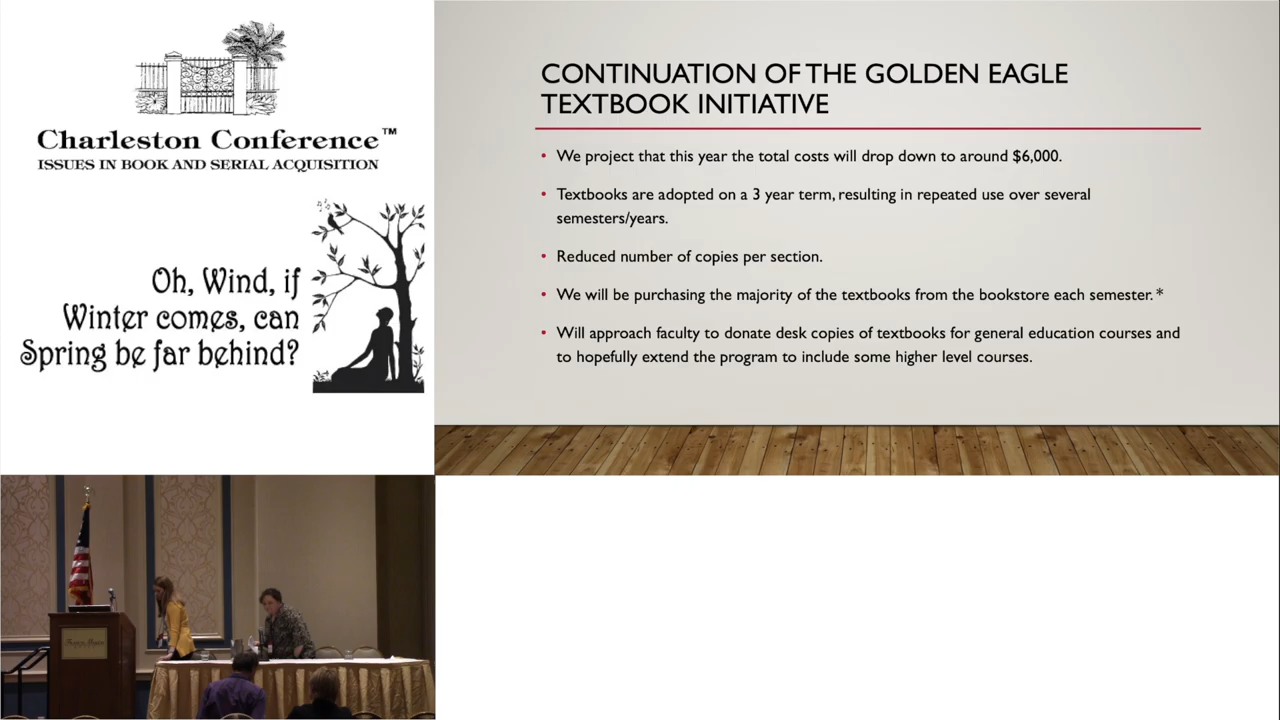 Charleston Conference™
ISSUES IN BOOK AND SERIAL ACQUISITION
Oh, Wind, if
Winter comes, can
Spring be far behind?
CONTINUATION OF THE GOLDEN EAGLE
TEXTBOOK INITIATIVE
• We project that this year the total costs will drop down to around $6,000.
• Textbooks are adopted on a 3 year term, resulting in repeated use over several
semesters/years.
• Reduced number of copies per section.
• We will be purchasing the majority of the textbooks from the bookstore each semester. *
• Will approach faculty to donate desk copies of textbooks for general education courses and
to hopefully extend the program to include some higher level courses.